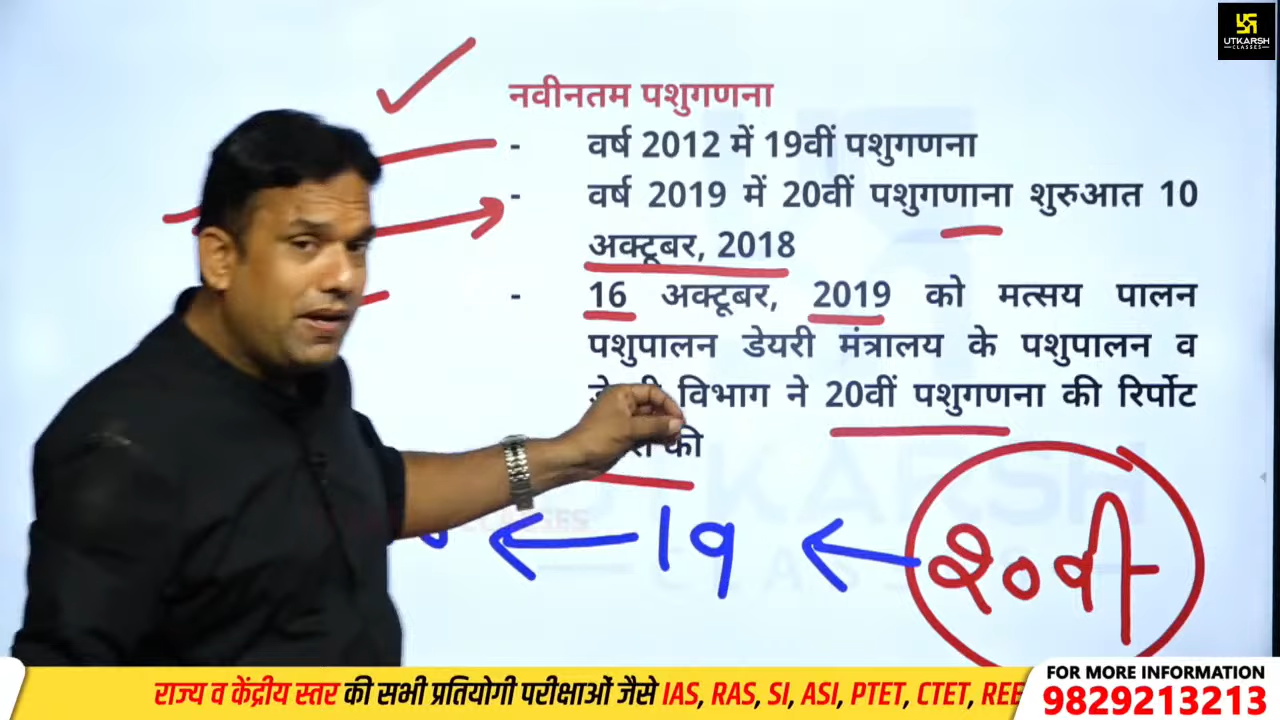 UTKARSH
CLASSES
नवीनतम पशुगणना
- वर्ष 2012 में 19वीं पशुगणना
- वर्ष 2019 में 20वीं पशुगणाना शुरुआत 10
अक्टूबर, 2018
- 16 अक्टूबर, 2019 को मत्सय पालन
पशुपालन डेयरी मंत्रालय के पशुपालन व
विभाग ने 20वीं पशुगणना की रिर्पोट
की
19
२०वी
राज्य व केंद्रीय स्तर की सभी प्रतियोगी परीक्षाओं जैसे IAS, RAS, SI, ASI, PTET, CTET,
FOR MORE INFORMATION
9829213213